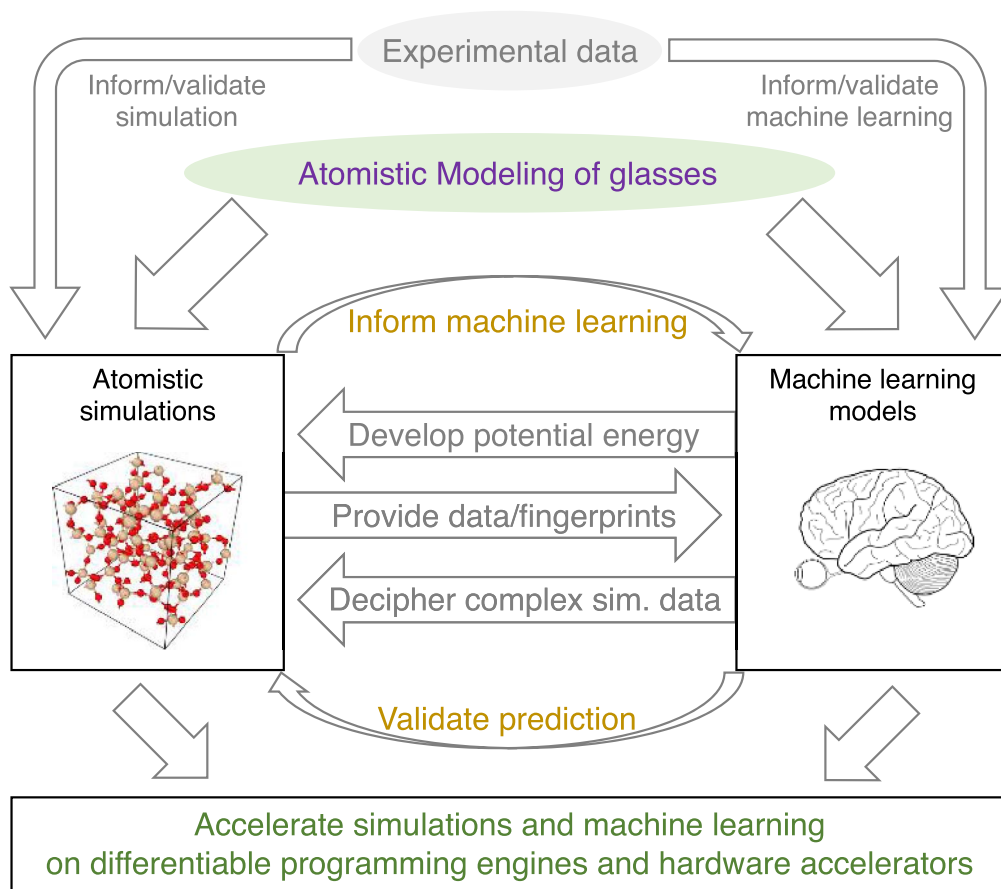 Experimental data
Inform/validate
simulation
Inform/validate
machine learning
Atomistic Modeling of glasses
Inform machine learning
Atomistic
simulations
Machine learning
models
Develop potential energy
Provide data/fingerprints
Decipher complex sim. data
Validate prediction
Accelerate simulations and machine learning
on differentiable programming engines and hardware accelerators